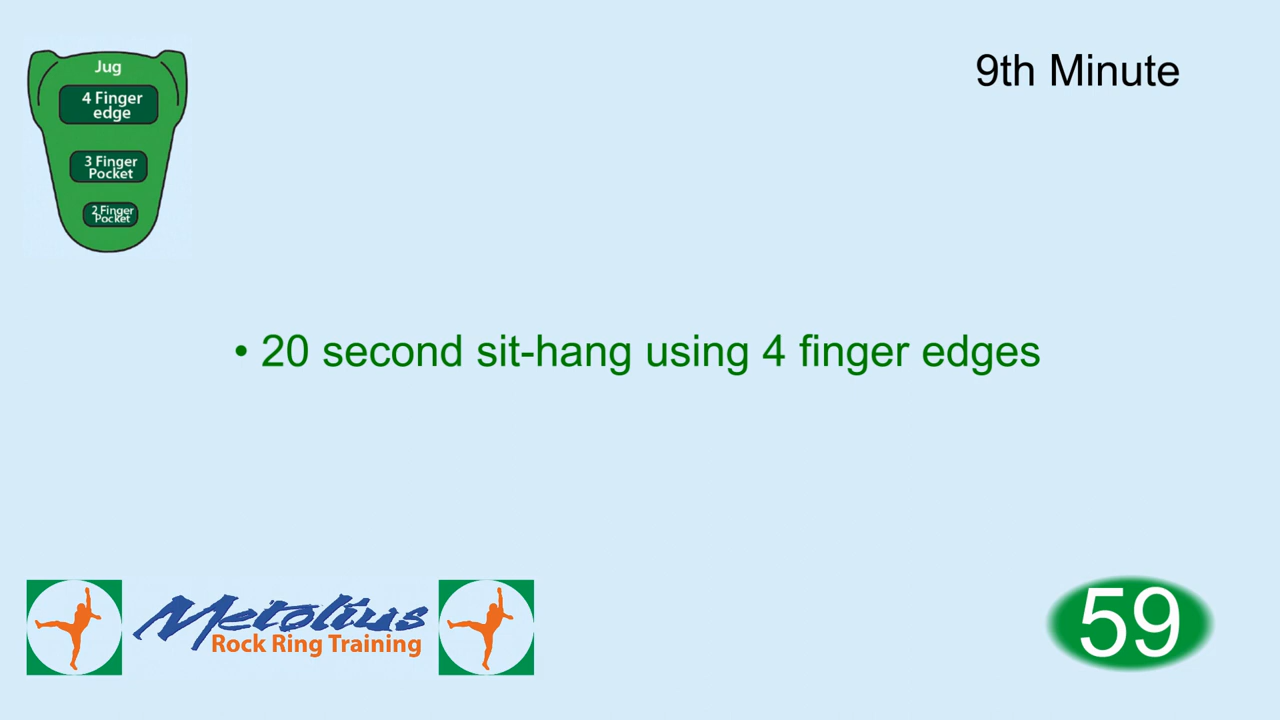 Jug
4 Finger
edge
3 Finger
Pocket
2 Finger
Pocket
9th Minute
• 20 second sit-hang using 4 finger edges
Metolius
Rock Ring Training
59